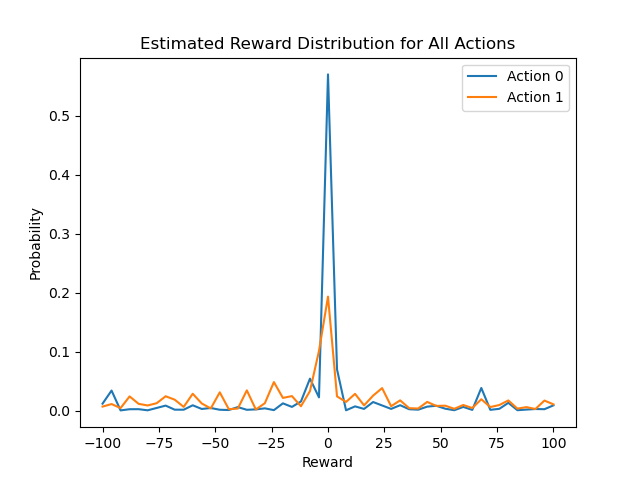 Estimated Reward Distribution for All Actions
Action 0
Action 1
Probability
0.5
0.4
0.3
0.2
0.1
0.0
−100 −75 −50 −25 0 25 50 75 100
Reward